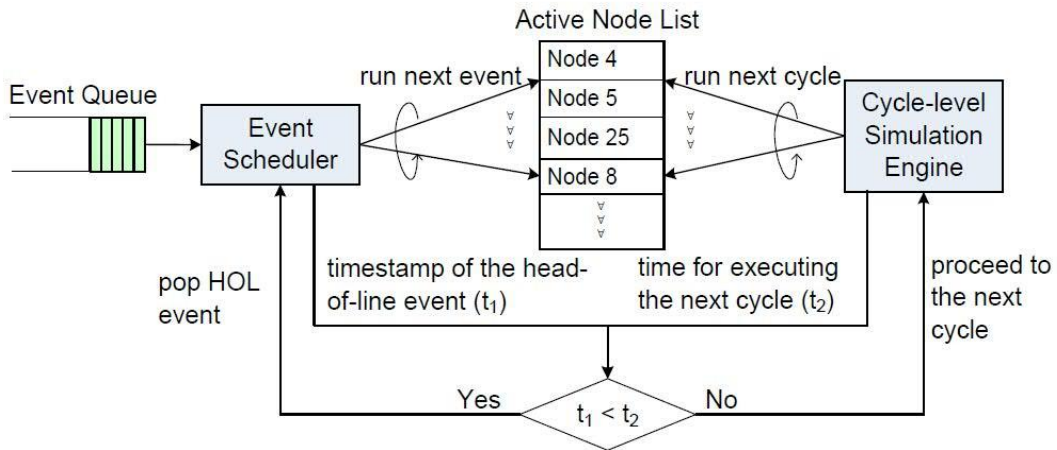 Active Node List
Node 4
Node 5
Node 25
Node 8
run next event
run next cycle
Event Queue
Event
Scheduler
Cycle-level
Simulation
Engine
pop HOL
event
timestamp of the head-
of-line event (t₁)
time for executing
the next cycle (t₂)
proceed to
the next
cycle
Yes
t₁ < t₂
No